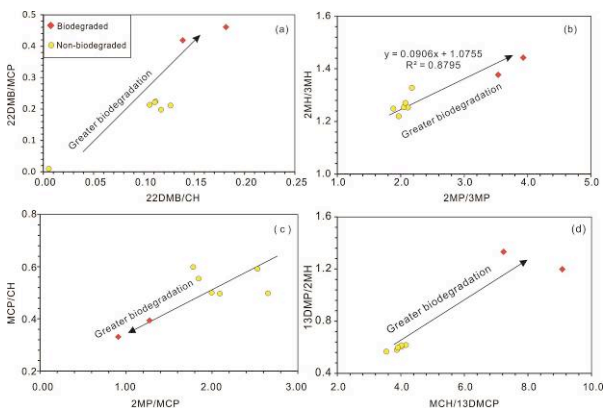 Biodegraded
Non-biodegraded
(a)
Greater biodegradation
22DMB/MCP
0.5
0.4
0.3
0.2
0.1
0.0
0.00
0.05
0.10
0.15
0.20
0.25
22DMB/CH
(b)
y = 0.0906x + 1.0755
R² = 0.8795
Greater biodegradation
2MH/3MH
1.6
1.4
1.2
1.0
1.0
2.0
3.0
4.0
5.0
2MP/3MP
(c)
Greater biodegradation
MCP/CH
0.8
0.6
0.4
0.2
0.00
1.00
2.00
3.00
2MP/MCP
(d)
Greater biodegradation
13DMP/2MH
1.6
1.2
0.8
0.4
2.0
4.0
6.0
8.0
10.0
MCH/13DMCP